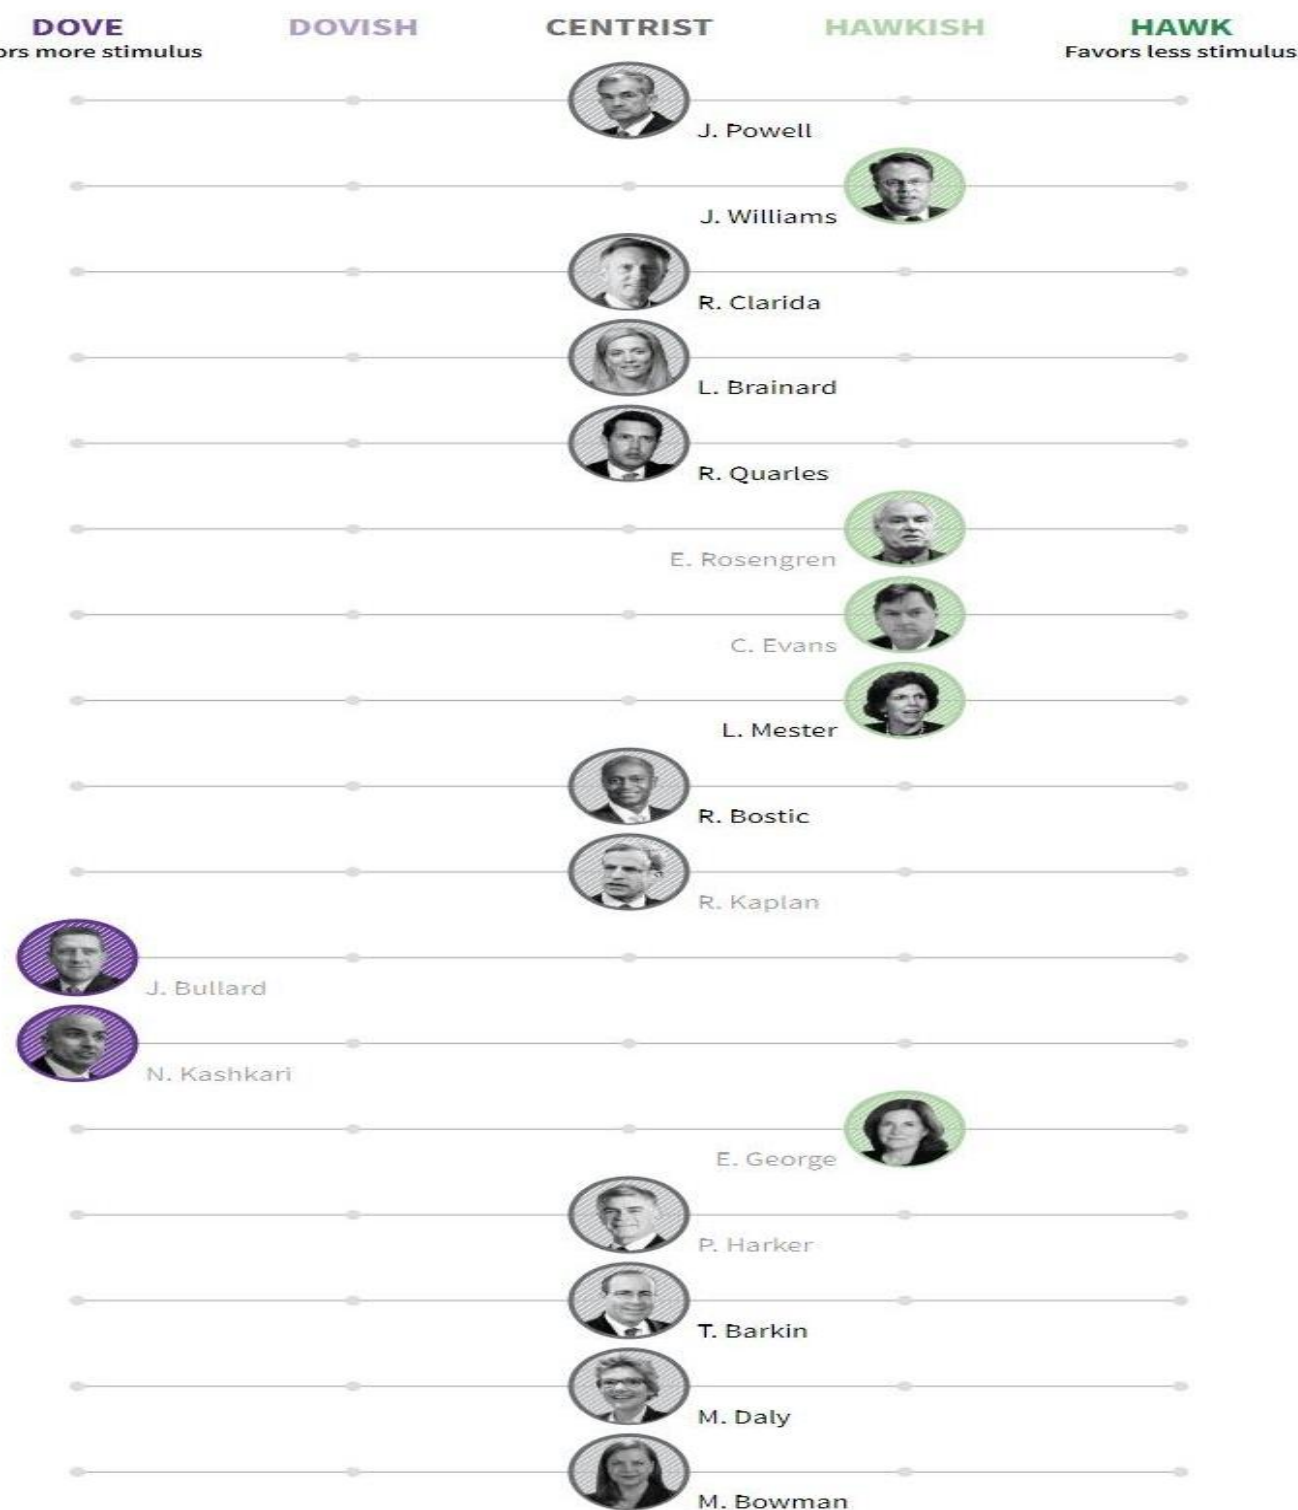 DOVE DOVISH CENTRIST HAWKISH HAWK
ors more stimulus Favors less stimulus
J. Powell
J. Williams
R. Clarida
L. Brainard
R. Quarles
E. Rosengren
C. Evans
L. Mester
R. Bostic
R. Kaplan
J. Bullard
N. Kashkari
E. George
P. Harker
T. Barkin
M. Daly
M. Bowman